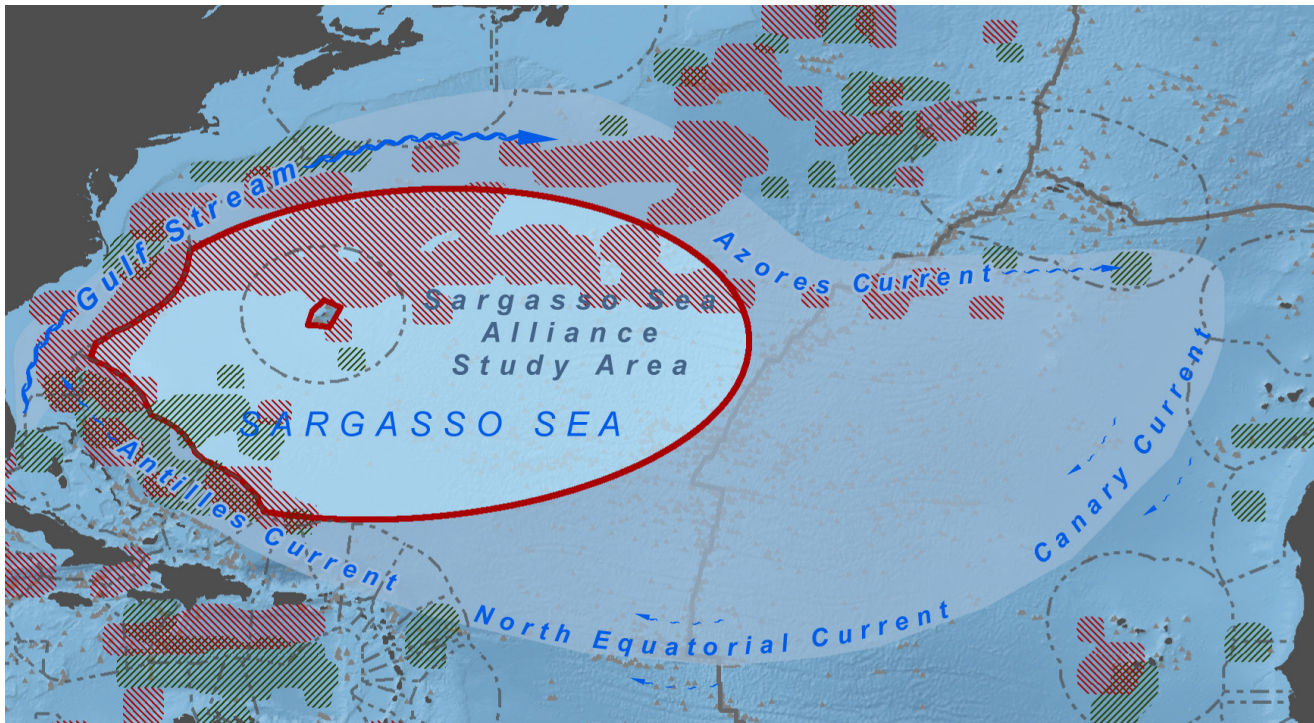 Gulf Stream
Azores Current
Sargasso Sea
Alliance
Study Area
SARGASSO SEA
Canary Current
Antilles Current
North Equatorial Current